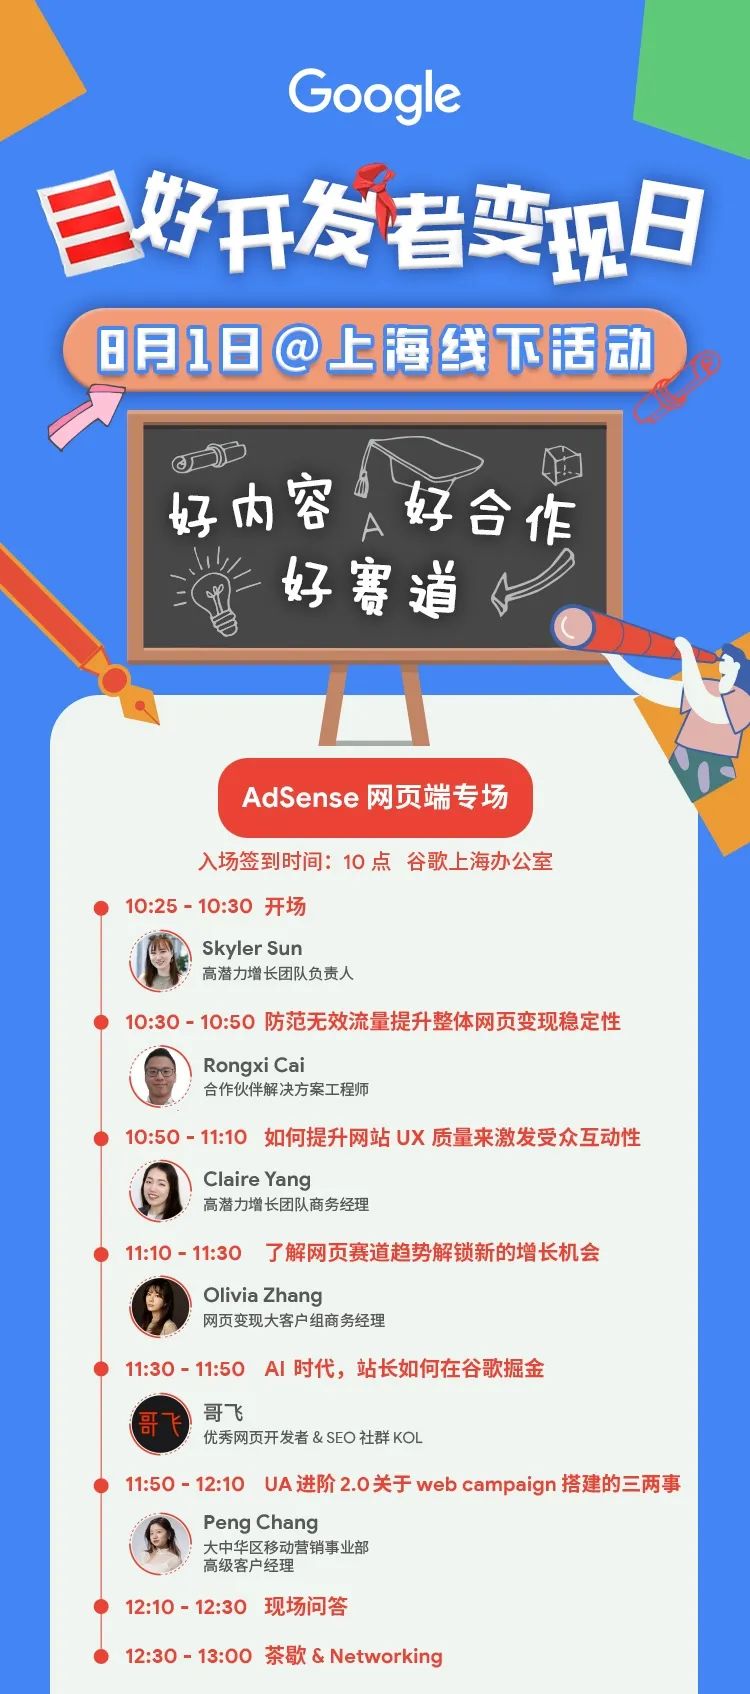 Google
三好开发者变现日
8月1日@上海线下活动
好内容 好合作
A
好赛道
AdSense 网页端专场
入场签到时间：10 点 谷歌上海办公室
10:25 - 10:30 开场
Skyler Sun
高潜力增长团队负责人
10:30 - 10:50 防范无效流量提升整体网页变现稳定性
Rongxi Cai
合作伙伴解决方案工程师
10:50 - 11:10 如何提升网站 UX 质量来激发受众互动性
Claire Yang
高潜力增长团队商务经理
11:10 - 11:30 了解网页赛道趋势解锁新的增长机会
Olivia Zhang
网页变现大客户组商务经理
11:30 - 11:50 AI 时代，站长如何在谷歌掘金
哥飞
哥飞
优秀网页开发者 & SEO 社群 KOL
11:50 - 12:10 UA 进阶 2.0 关于 web campaign 搭建的三两事
Peng Chang
大中华区移动营销事业部
高级客户经理
12:10 - 12:30 现场问答
12:30 - 13:00 茶歇 & Networking